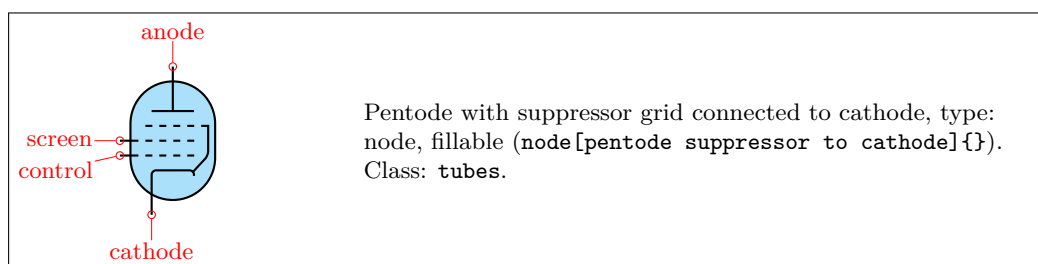 anode
screen
control
cathode
Pentode with suppressor grid connected to cathode, type:
node, fillable (node[pentode suppressor to cathode]{}).
Class: tubes.